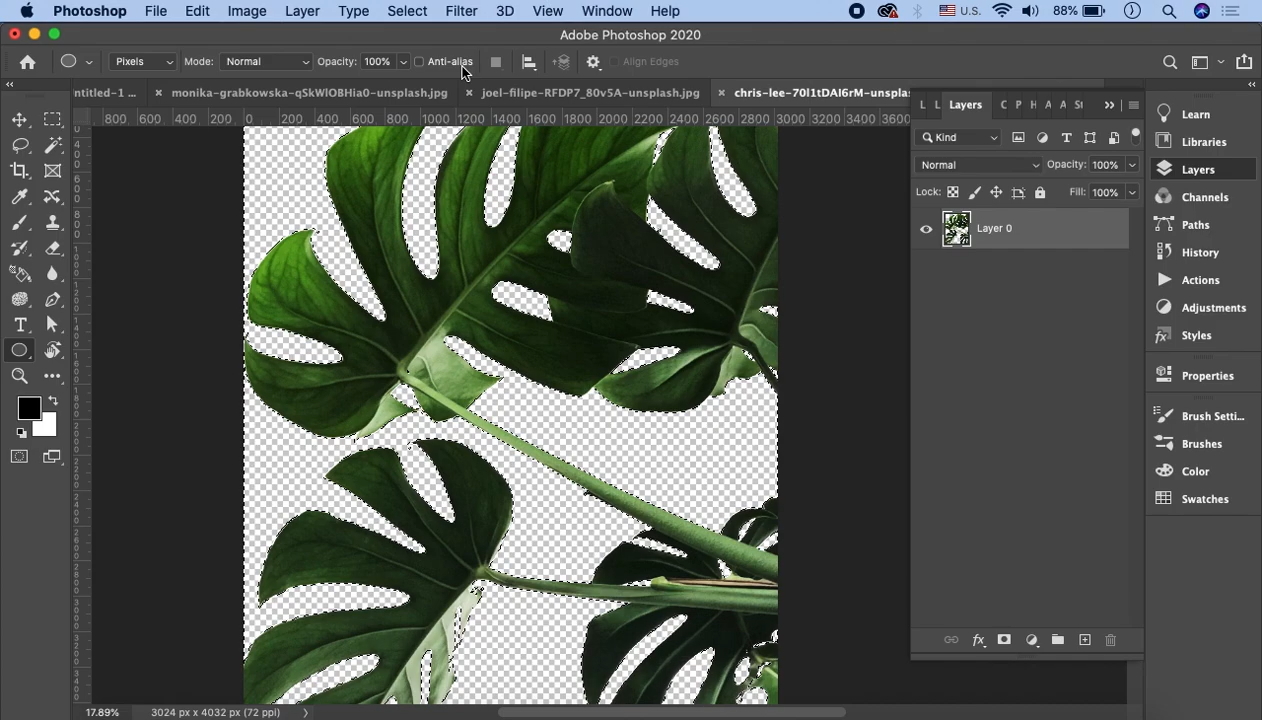 Photoshop File Edit Image Layer Type Select Filter 3D View Window Help U.S. 88%
Adobe Photoshop 2020
Pixels Mode: Normal Opacity: 100% Anti-alias Align Edges
ntitled-1 ... × monika-grabkowska-qSkWlOBHia0-unsplash.jpg × joel-filipe-RFDP7_80v5A-unsplash.jpg × chris-lee-70l1tDAI6rM-unsplas
L L Layers C P H A A St
800 600 400 200 0 200 400 600 800 1000 1200 1400 1600 1800 2000 2200 2400 2600 2800 3000 3200 3400 3600
Kind
Normal Opacity: 100%
Lock: Fill: 100%
Layer 0
Learn
Libraries
Layers
Channels
Paths
History
Actions
Adjustments
Styles
Properties
Brush Setti...
Brushes
Color
Swatches
17.89% 3024 px x 4032 px (72 ppi)